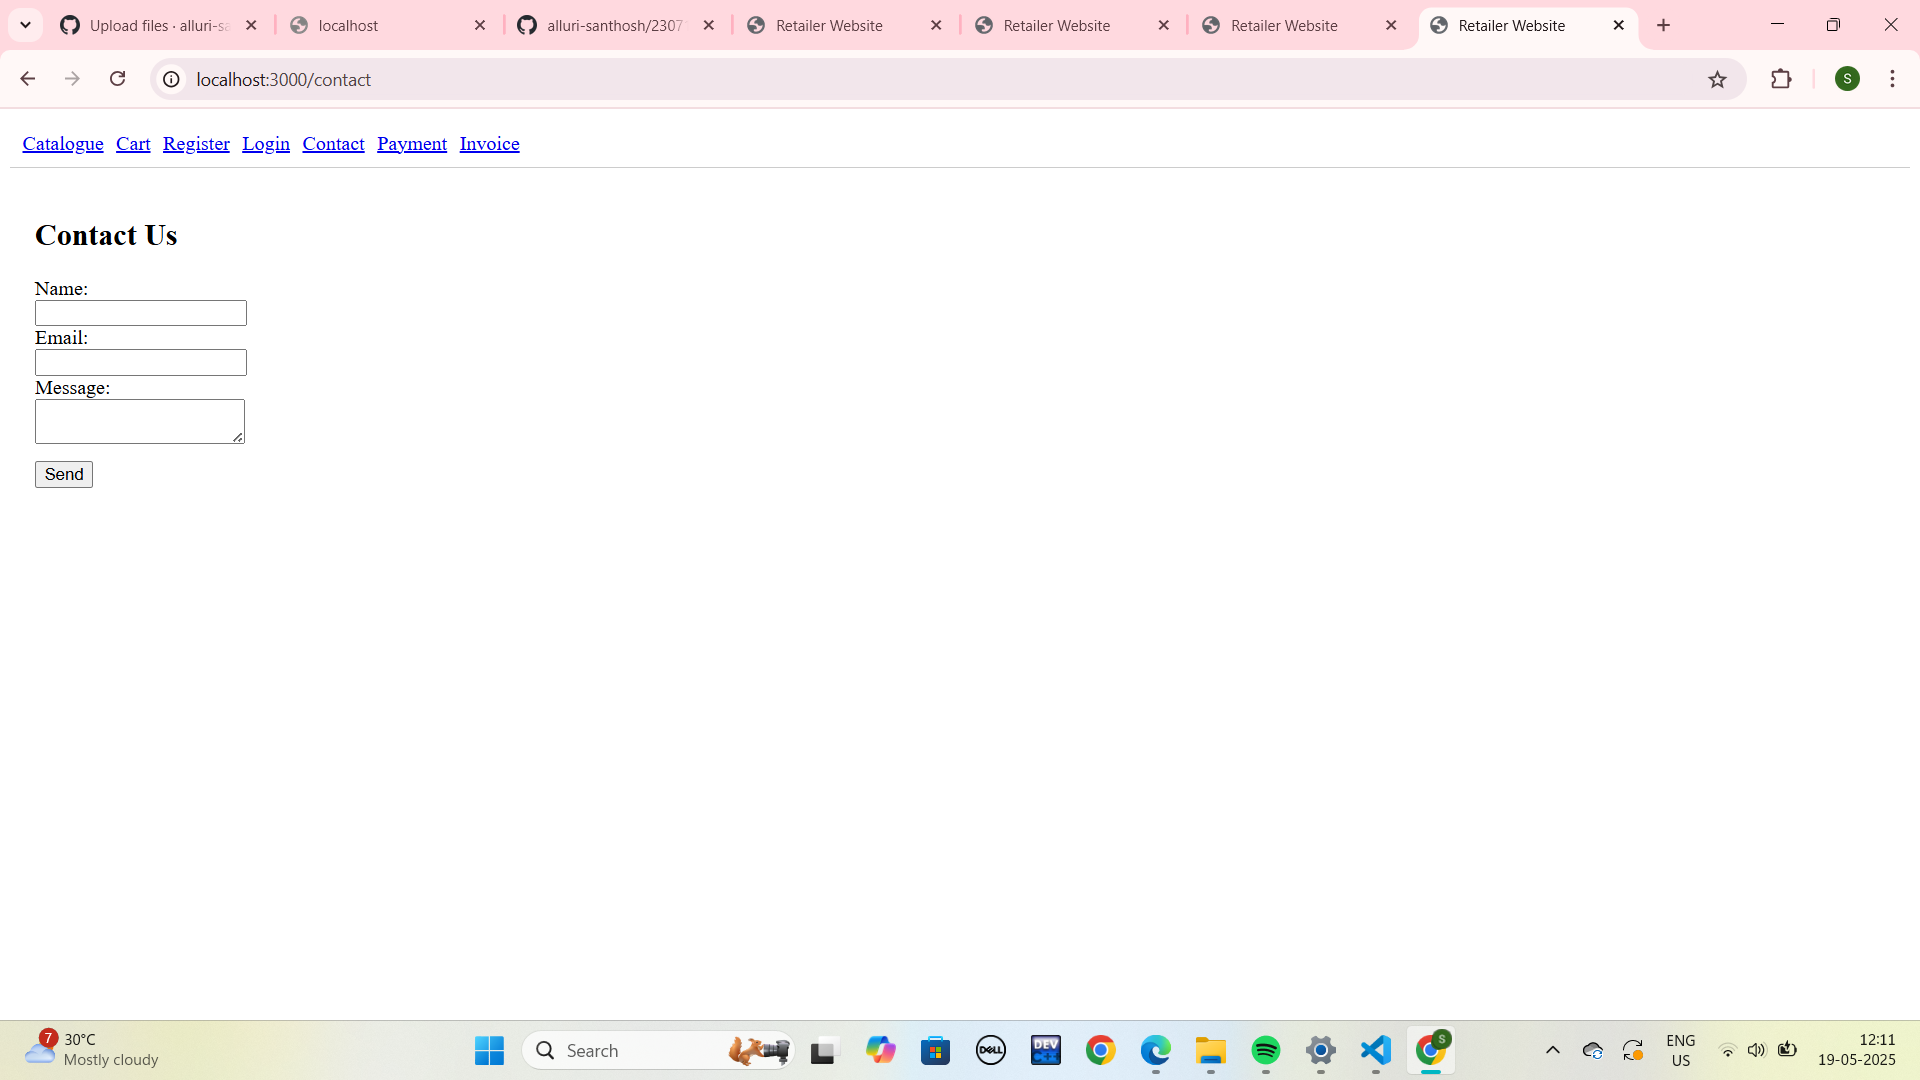 Upload files · alluri-sa
localhost
alluri-santhosh/2307
Retailer Website
Retailer Website
Retailer Website
Retailer Website
localhost:3000/contact
S
Catalogue Cart Register Login Contact Payment Invoice
Contact Us
Name:
Email:
Message:
Send
7
30°C
Mostly cloudy
Search
DELL
DEV
C++
S
ENG
US
12:11
19-05-2025